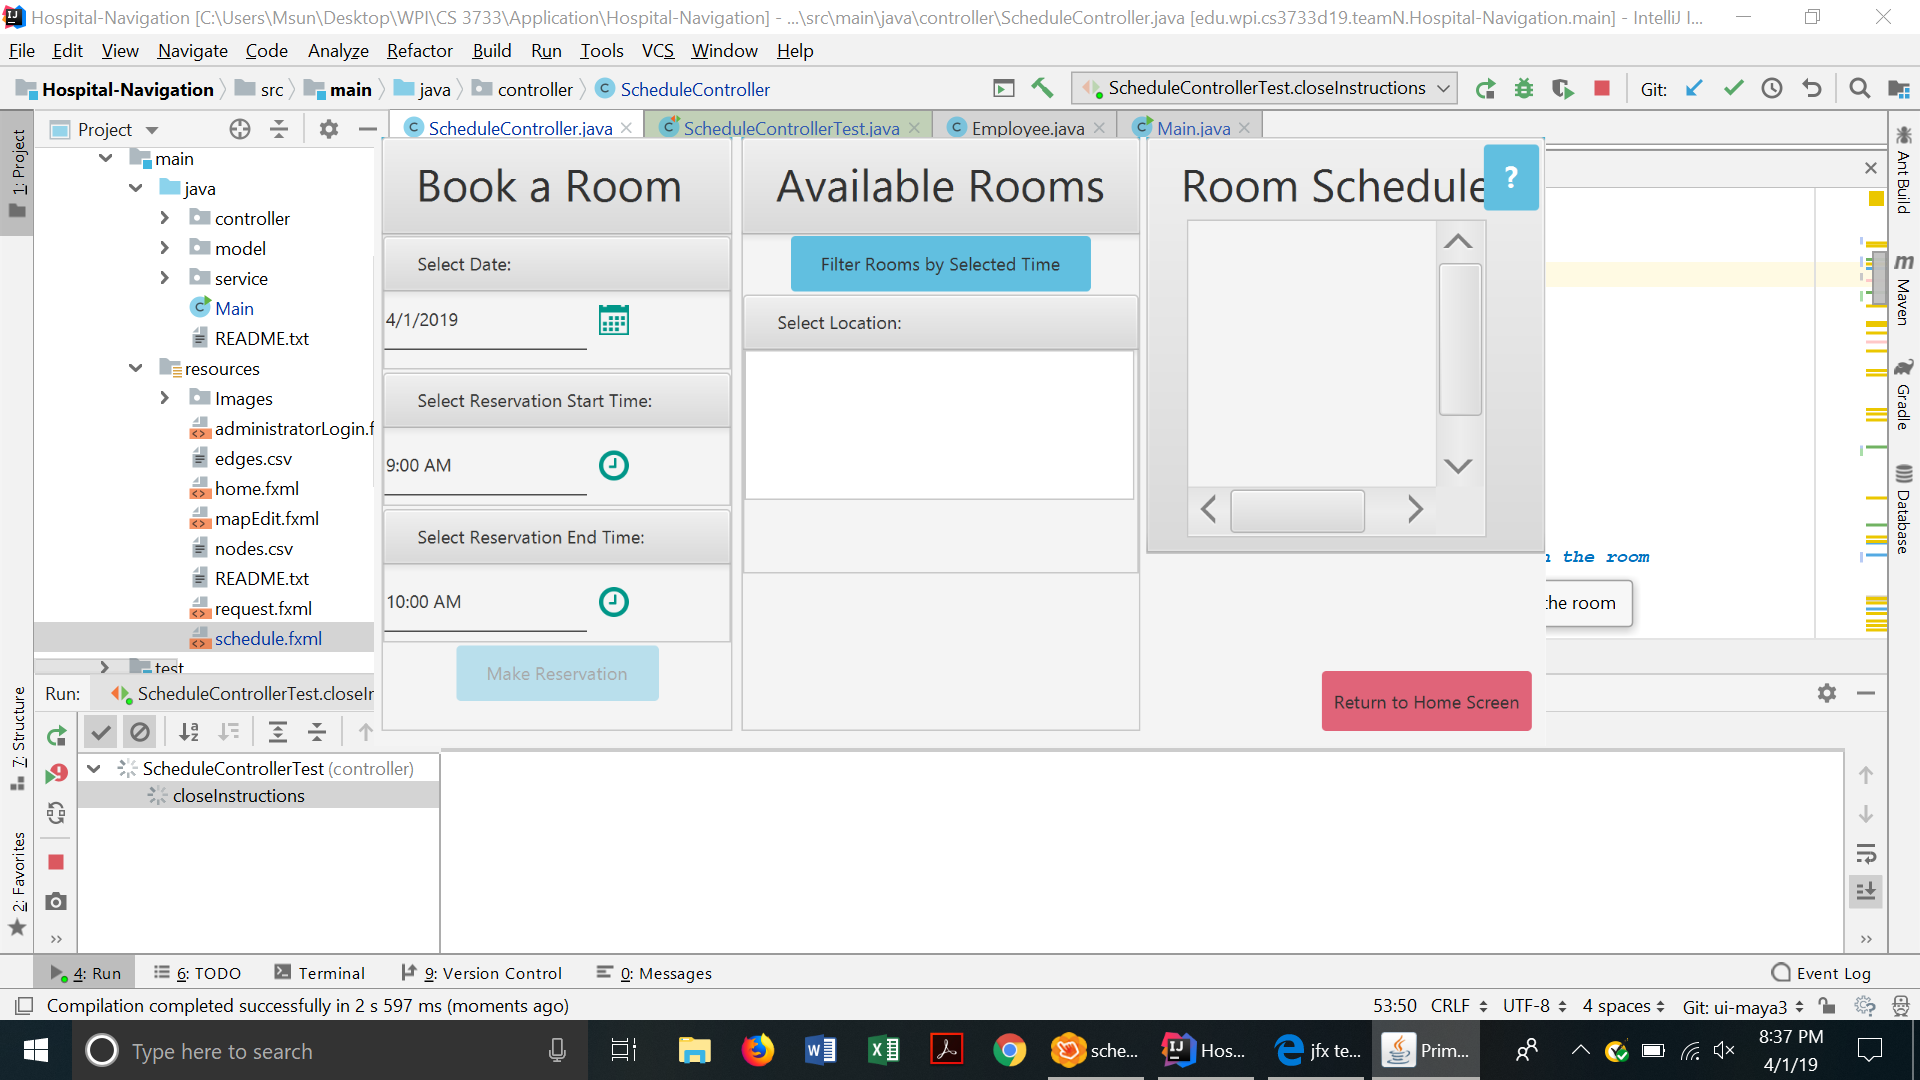 Hospital-Navigation [C:\Users\Msun\Desktop\WPI\CS 3733\Application\Hospital-Navigation] - ...\src\main\java\controller\ScheduleController.java [edu.wpi.cs3733d19.teamN.Hospital-Navigation.main] - IntelliJ I...
File Edit View Navigate Code Analyze Refactor Build Run Tools VCS Window Help
Hospital-Navigation src main java controller ScheduleController ScheduleControllerTest.closeInstructions Git:
Project ScheduleController.java ScheduleControllerTest.java Employee.java Main.java
1: Project
main
java
controller
model
service
Main
README.txt
resources
Images
administratorLogin.f
edges.csv
home.fxml
mapEdit.fxml
nodes.csv
README.txt
request.fxml
schedule.fxml
test
Book a Room
Select Date:
4/1/2019
Select Reservation Start Time:
9:00 AM
Select Reservation End Time:
10:00 AM
Make Reservation
Available Rooms
Filter Rooms by Selected Time
Select Location:
Room Schedule
?
Return to Home Screen
the room
the room
Ant Build
Maven
Gradle
Database
Run: ScheduleControllerTest.closeI
7: Structure
2: Favorites
ScheduleControllerTest (controller)
closeInstructions
4: Run 6: TODO Terminal 9: Version Control 0: Messages Event Log
Compilation completed successfully in 2 s 597 ms (moments ago) 53:50 CRLF UTF-8 4 spaces Git: ui-maya3
Type here to search sche... Hos... jfx te... Prim... 8:37 PM
4/1/19